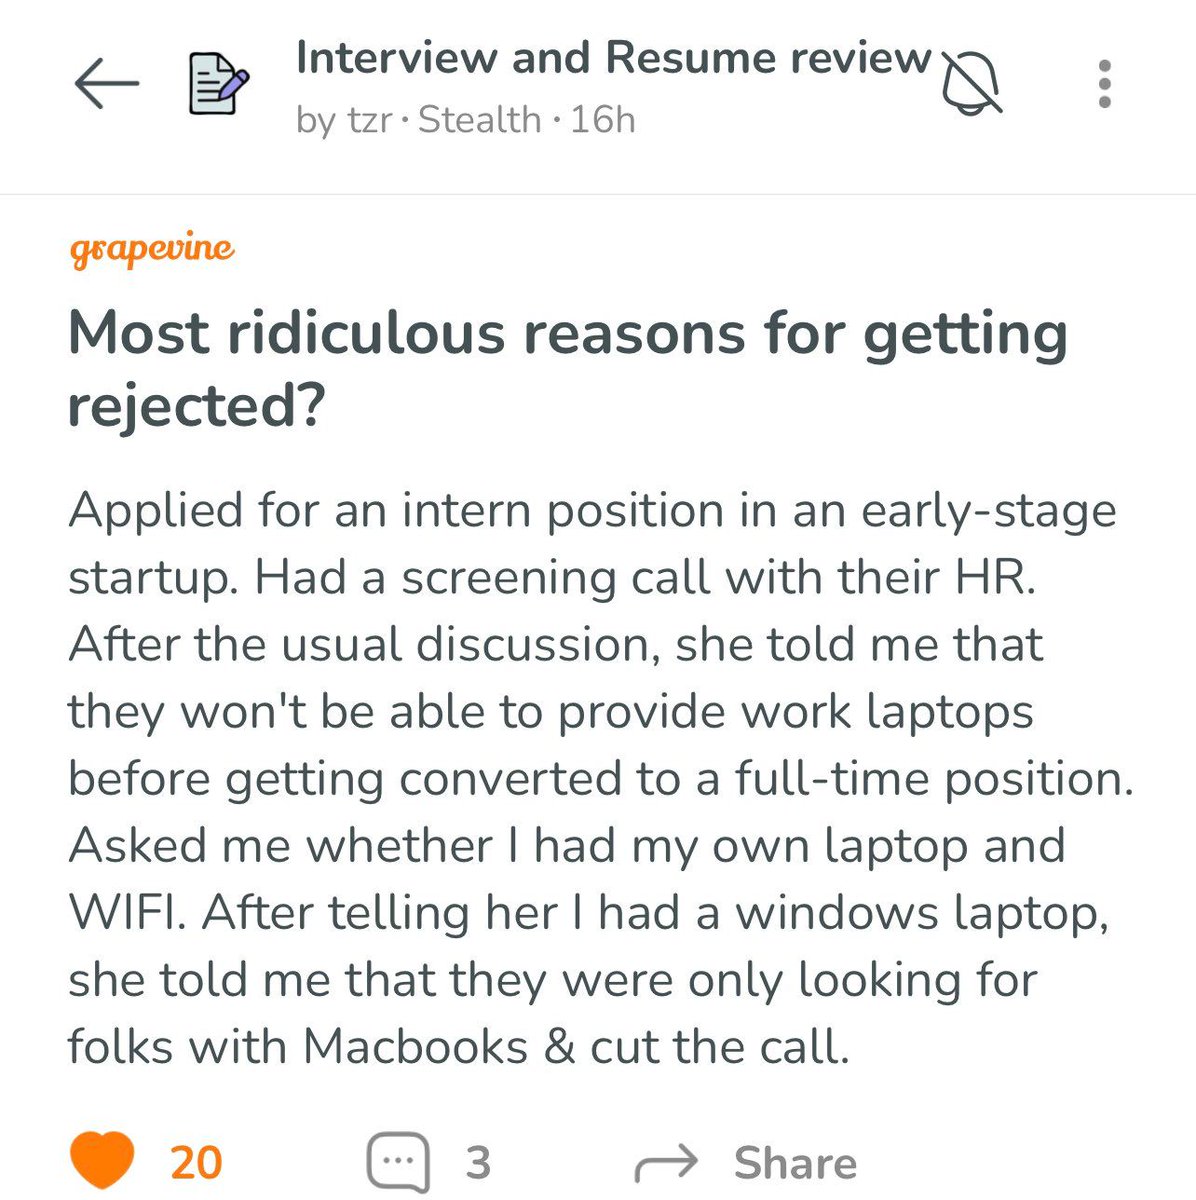 Interview and Resume review
by tzr · Stealth · 16h
grapevine
Most ridiculous reasons for getting
rejected?
Applied for an intern position in an early-stage
startup. Had a screening call with their HR.
After the usual discussion, she told me that
they won't be able to provide work laptops
before getting converted to a full-time position.
Asked me whether I had my own laptop and
WIFI. After telling her I had a windows laptop,
she told me that they were only looking for
folks with Macbooks & cut the call.
20 3 Share